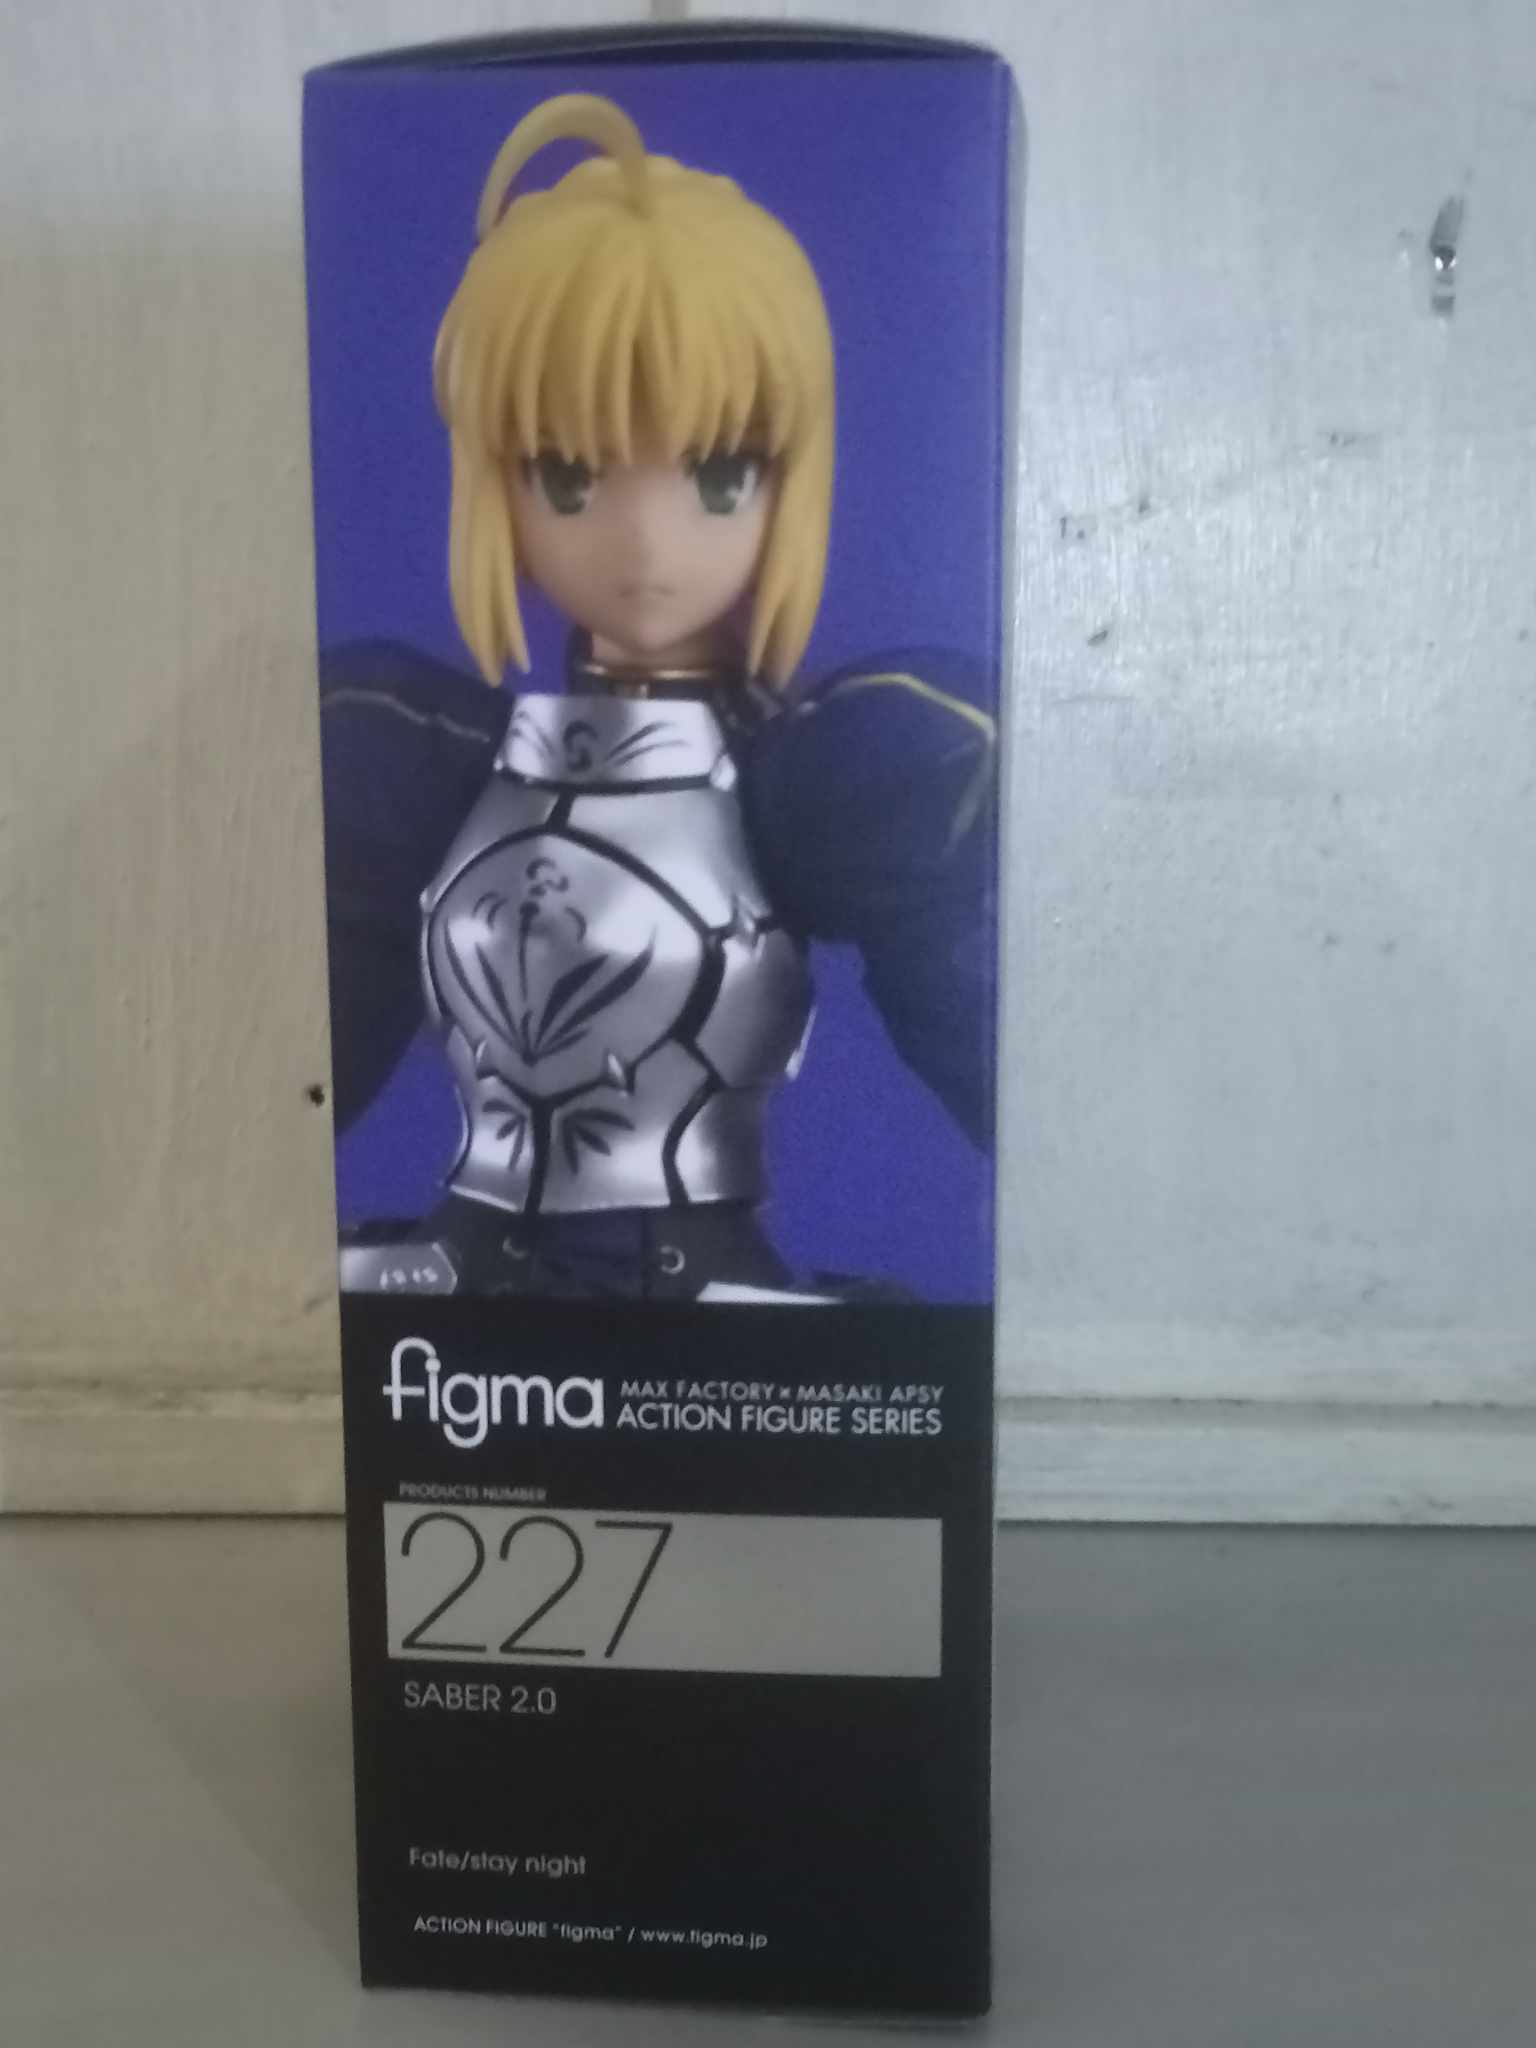 figma
MAX FACTORY × MASAKI APSY
ACTION FIGURE SERIES
PRODUCTS NUMBER
227
SABER 2.0
Fate/stay night
ACTION FIGURE "figma" / www.figma.jp